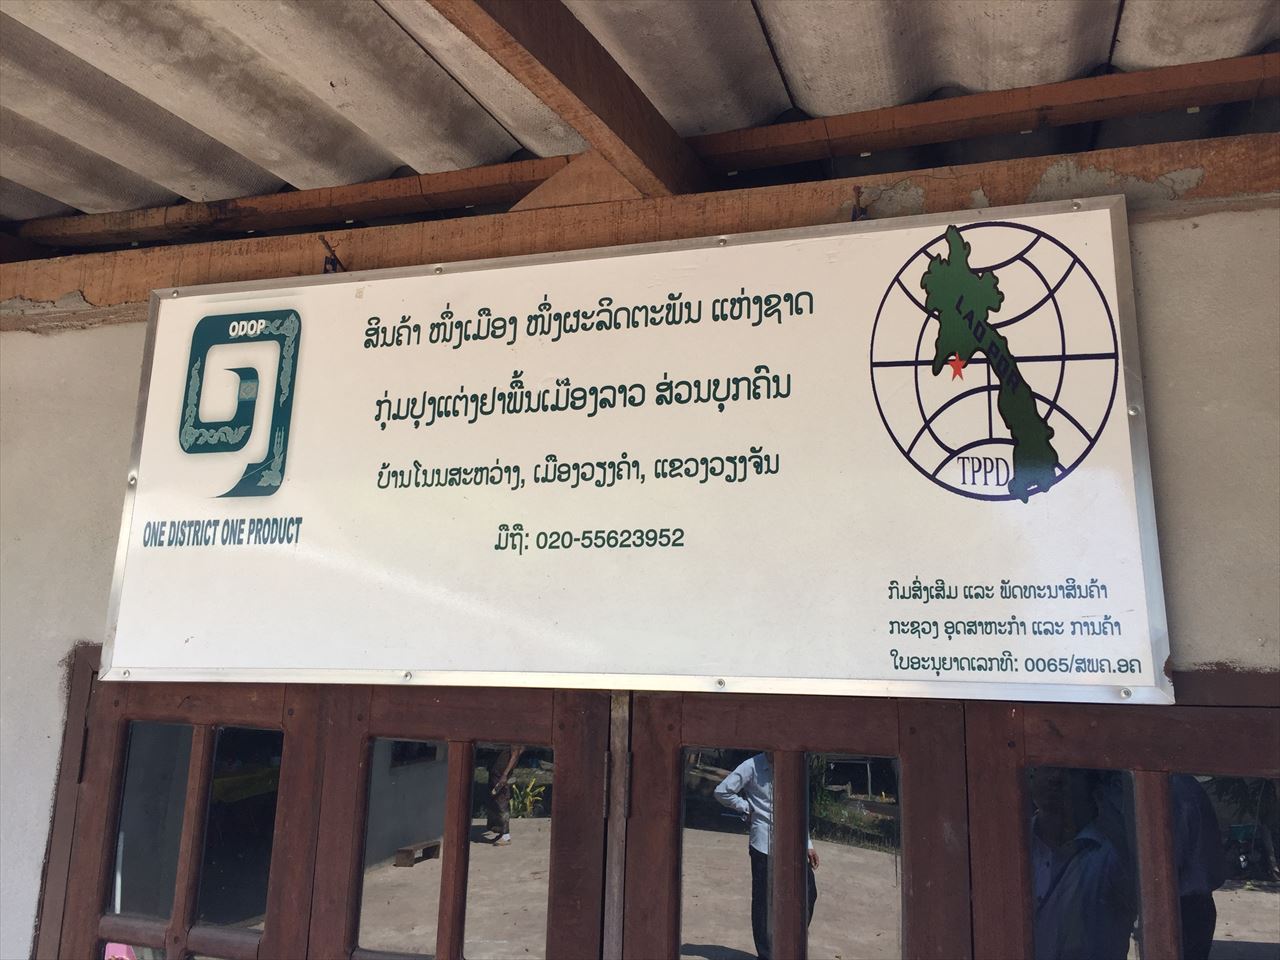 ODOP
ONE DISTRICT ONE PRODUCT
ສິນຄ້າ ໜຶ່ງເມືອງ ໜຶ່ງຜະລິດຕະພັນ ແຫ່ງຊາດ
ກຸ່ມປຸງແຕ່ງຢາພື້ນເມືອງລາວ ສ່ວນບຸກຄົນ
ບ້ານໂນນສະຫວ່າງ, ເມືອງວຽງຄຳ, ແຂວງວຽງຈັນ
ມືຖື: 020-55623952
LAO PDR
TPPD
ກົມສົ່ງເສີມ ແລະ ພັດທະນາສິນຄ້າ
ກະຊວງ ອຸດສາຫະກຳ ແລະ ການຄ້າ
ໃບອະນຸຍາດເລກທີ: 0065/ສພຄ.ອຄ